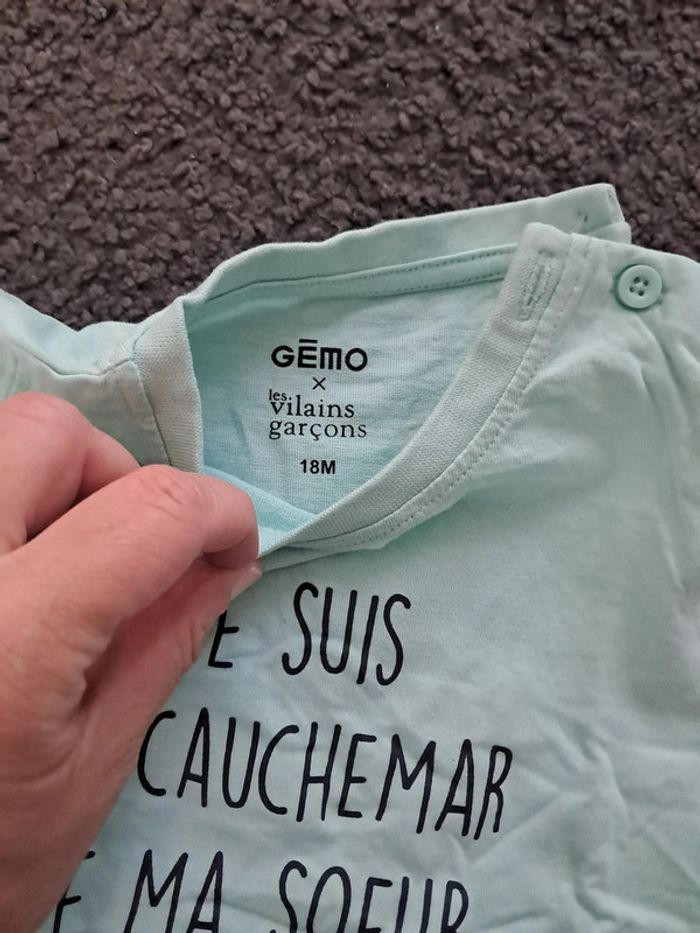 GĒMO
×
les
vilains
garçons
18M
E SUIS
CAUCHEMAR
E MA SOEUR